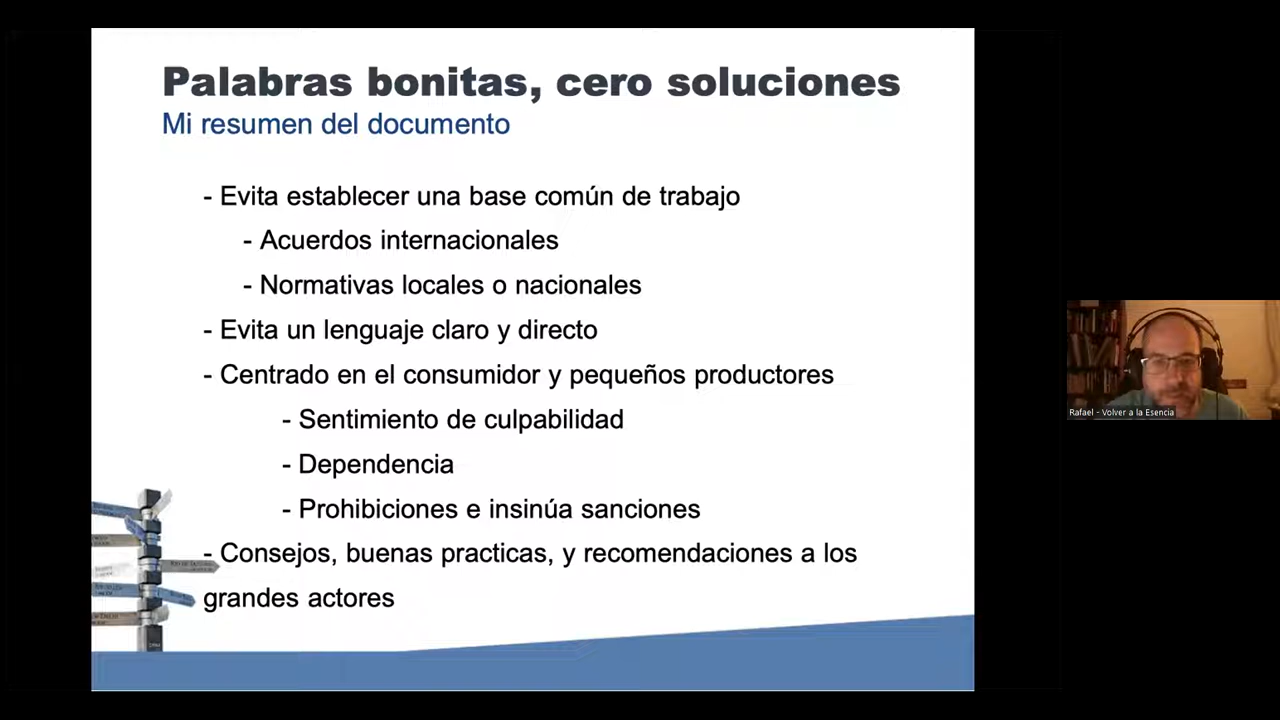 Palabras bonitas, cero soluciones
Mi resumen del documento
- Evita establecer una base común de trabajo
- Acuerdos internacionales
- Normativas locales o nacionales
- Evita un lenguaje claro y directo
- Centrado en el consumidor y pequeños productores
- Sentimiento de culpabilidad
- Dependencia
- Prohibiciones e insinúa sanciones
- Consejos, buenas practicas, y recomendaciones a los
grandes actores
Rafael - Volver a la Esencia